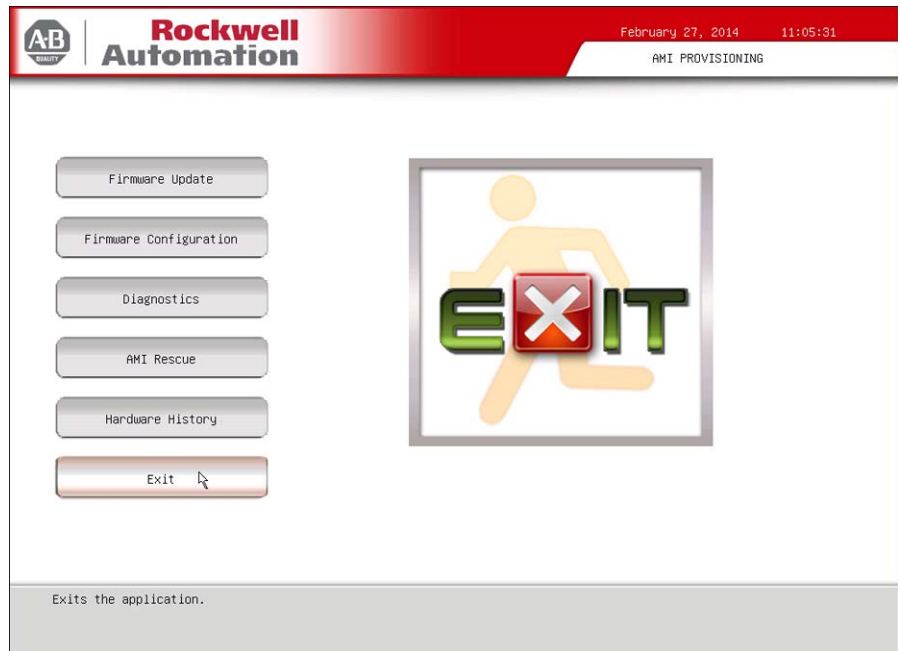 A·B
QUALITY
Rockwell
Automation
February 27, 2014 11:05:31
AMI PROVISIONING
Firmware Update
Firmware Configuration
Diagnostics
AMI Rescue
Hardware History
Exit
EXIT
Exits the application.